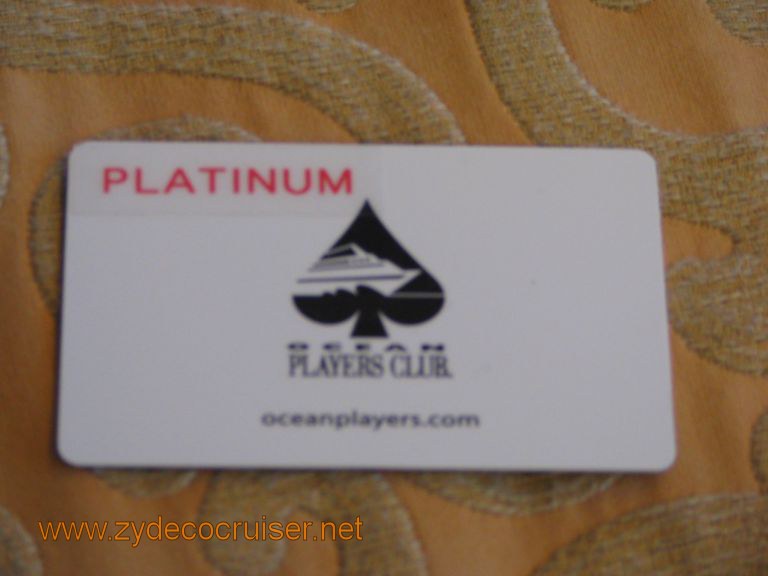 PLATINUM
OCEAN
PLAYERS CLUB.
oceanplayers.com
www.zydecocruiser.net